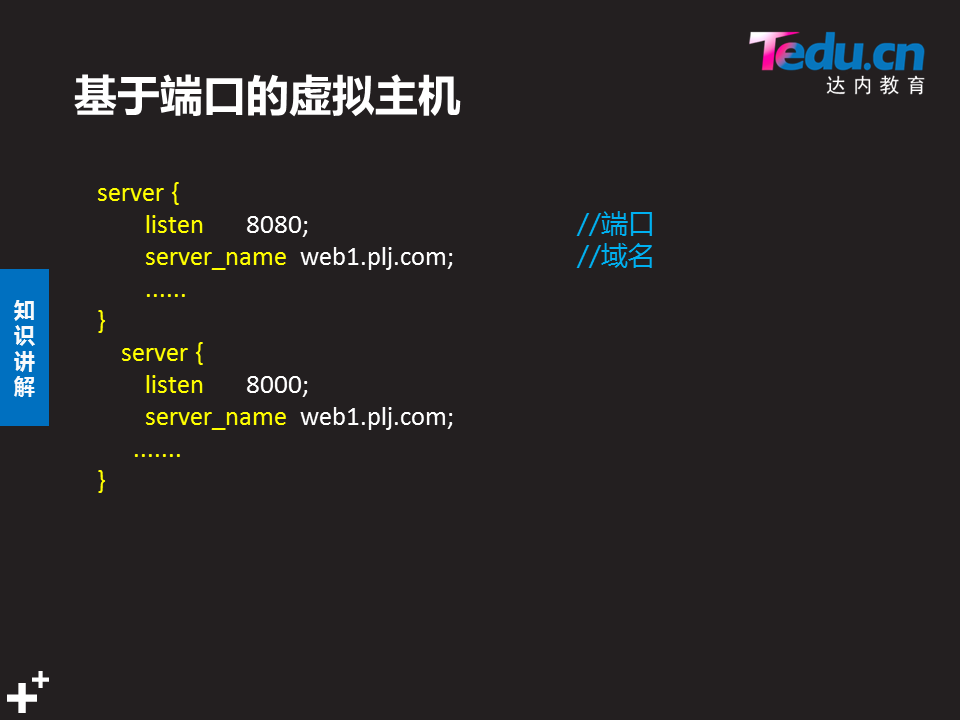 Tedu.cn
达内教育
基于端口的虚拟主机
server {
listen 8080; //端口
server_name web1.plj.com; //域名
......
}
server {
listen 8000;
server_name web1.plj.com;
.......
}
知识讲解